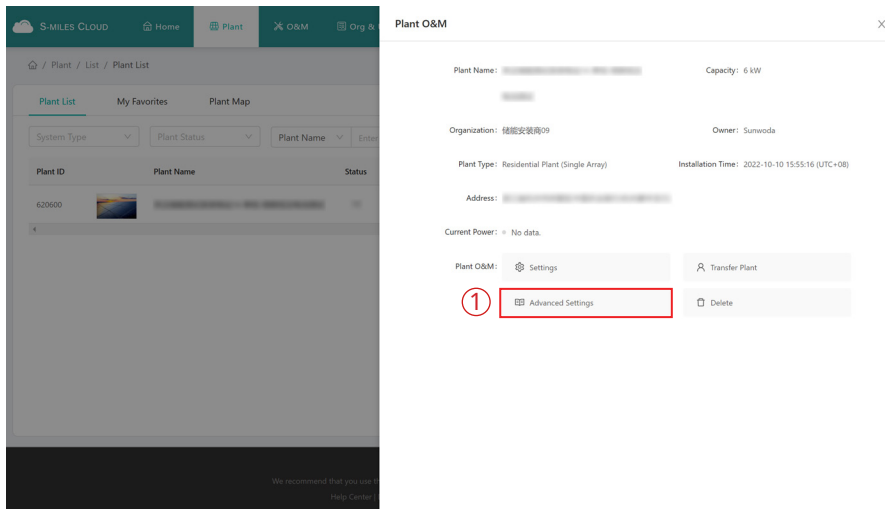 S-MILES CLOUD
Home
Plant
O&M
Org &
/ Plant / List / Plant List
Plant List
My Favorites
Plant Map
System Type
Plant Status
Plant Name
Enter
Plant ID
Plant Name
Status
620600
We recommend that you use th
Help Center |
Plant O&M
Plant Name:
Capacity: 6 kW
Organization: 储能安装商09
Owner: Sunwoda
Plant Type: Residential Plant (Single Array)
Installation Time: 2022-10-10 15:55:16 (UTC+08)
Address:
Current Power: No data.
Plant O&M:
Settings
Transfer Plant
1
Advanced Settings
Delete